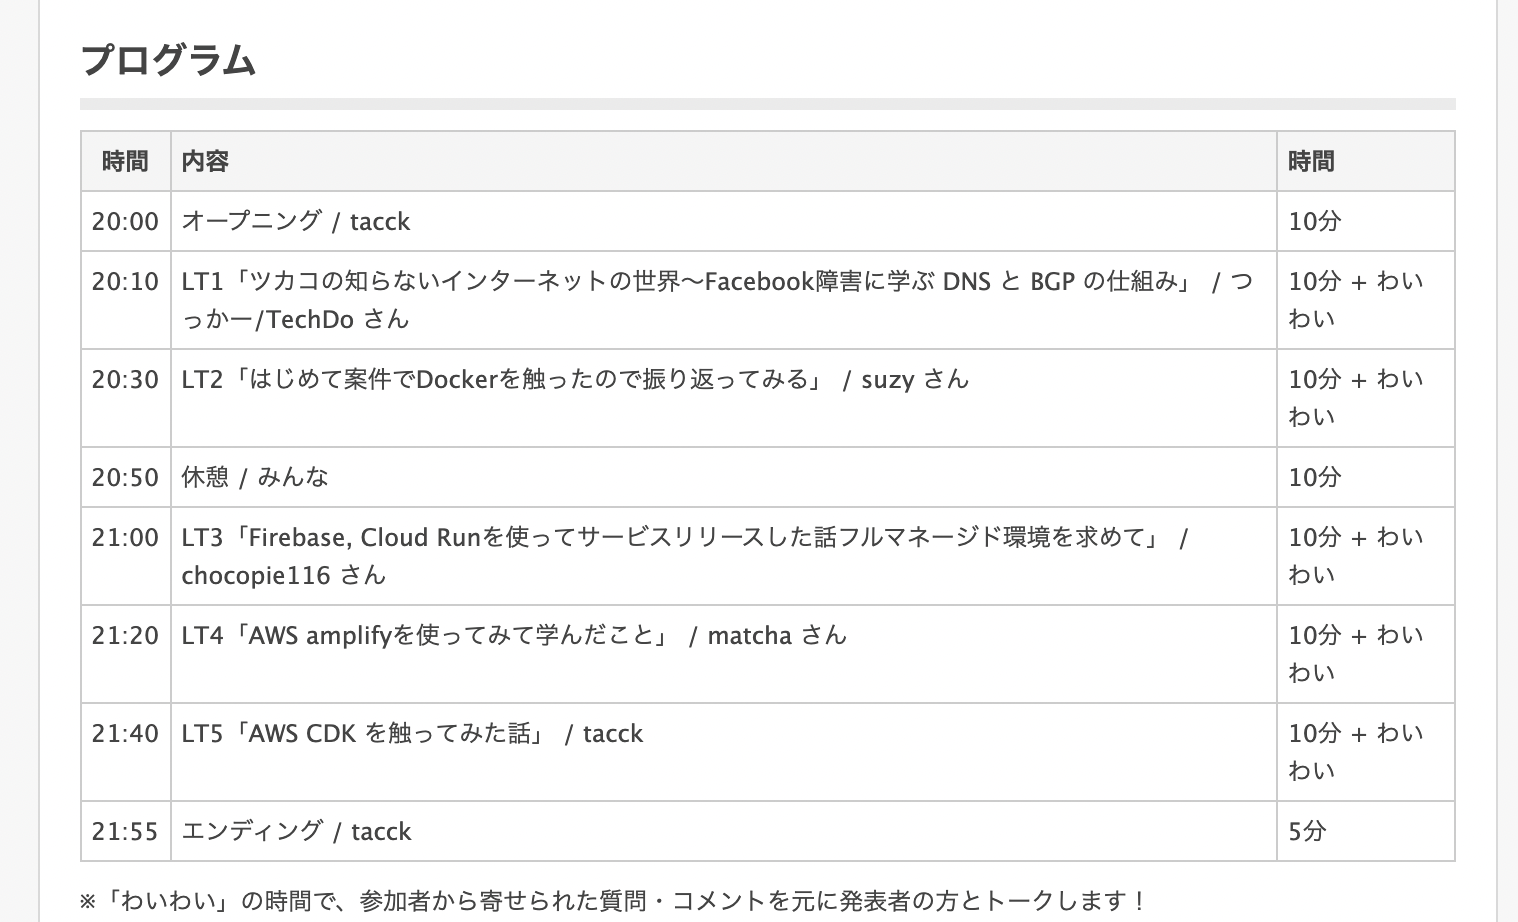 プログラム
時間 内容 時間
20:00 オープニング / tacck 10分
20:10 LT1「ツカコの知らないインターネットの世界〜Facebook障害に学ぶ DNS と BGP の仕組み」 / つ 10分 + わい
っかー/TechDo さん わい
20:30 LT2「はじめて案件でDockerを触ったので振り返ってみる」 / suzy さん 10分 + わい
わい
20:50 休憩 / みんな 10分
21:00 LT3「Firebase, Cloud Runを使ってサービスリリースした話フルマネージド環境を求めて」 / 10分 + わい
chocopie116 さん わい
21:20 LT4「AWS amplifyを使ってみて学んだこと」 / matcha さん 10分 + わい
わい
21:40 LT5「AWS CDK を触ってみた話」 / tacck 10分 + わい
わい
21:55 エンディング / tacck 5分
※「わいわい」の時間で、参加者から寄せられた質問・コメントを元に発表者の方とトークします！